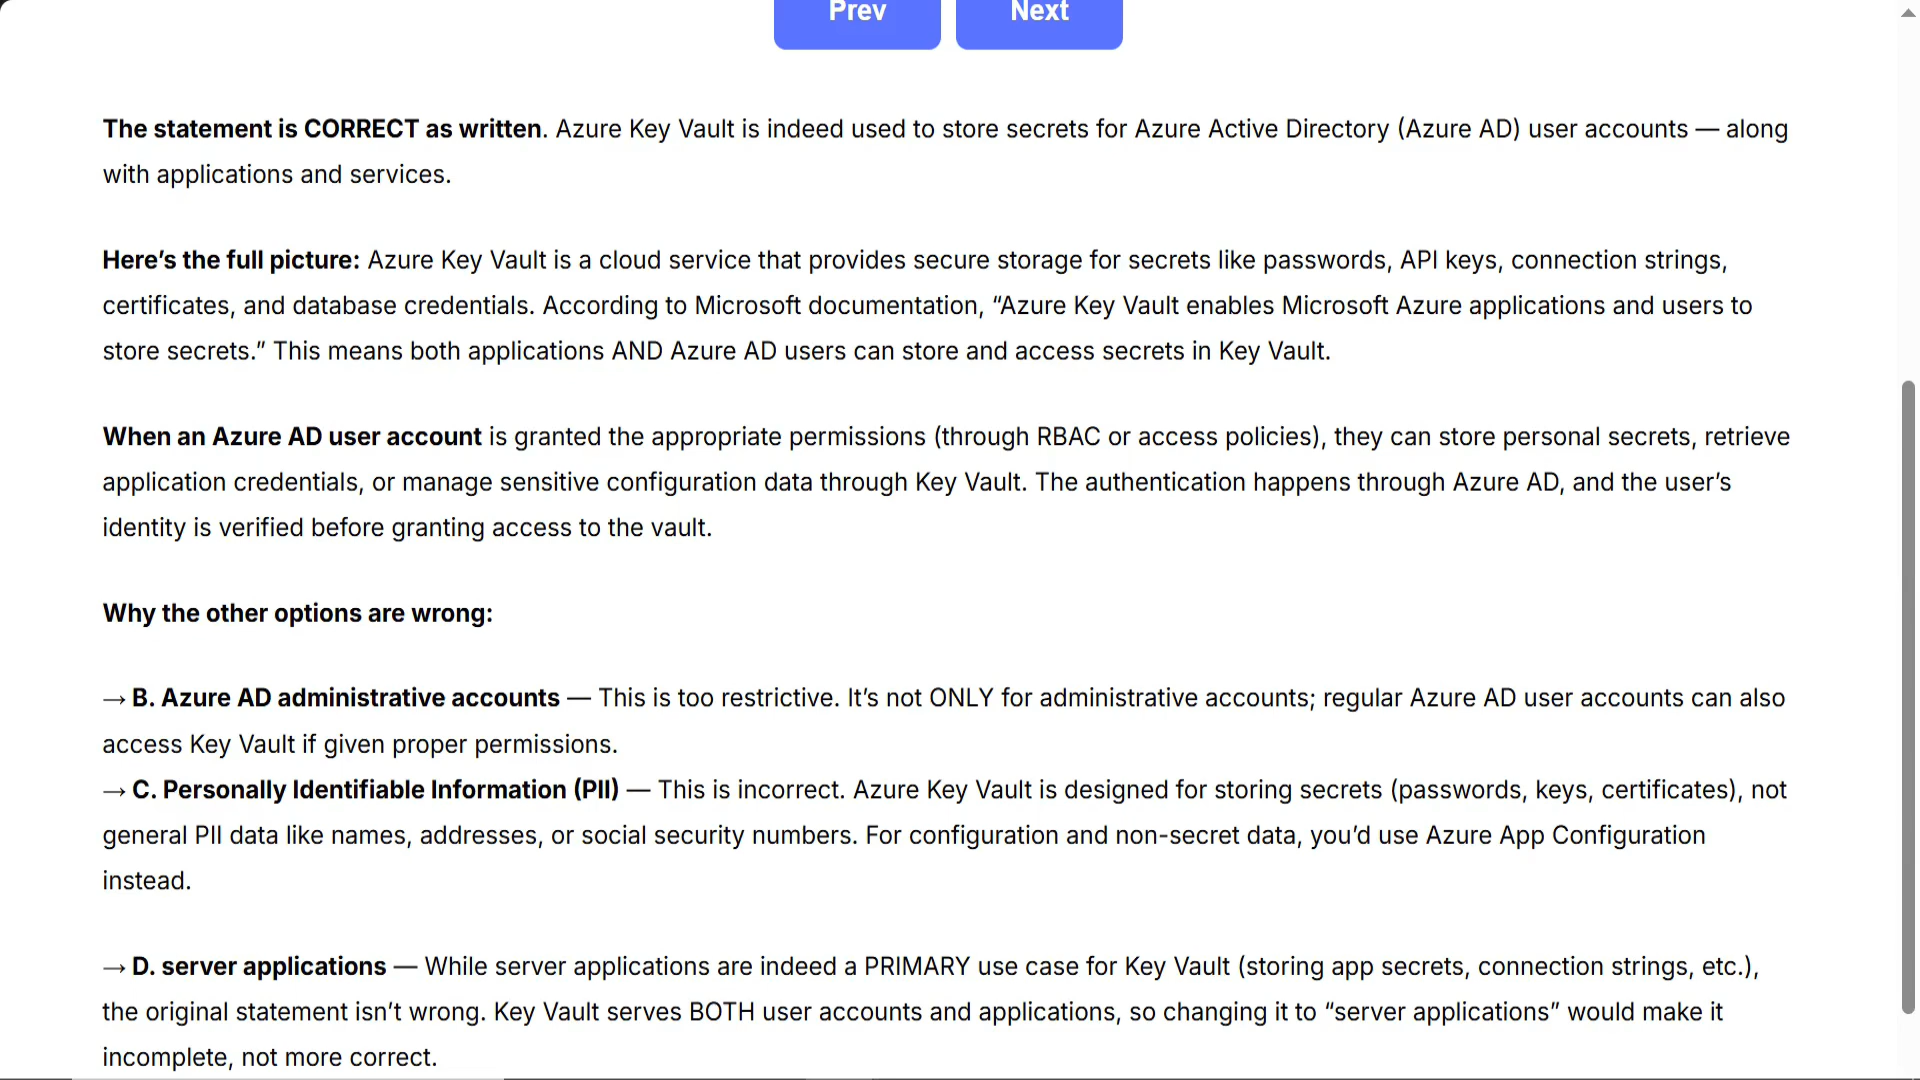 Prev Next
The statement is CORRECT as written. Azure Key Vault is indeed used to store secrets for Azure Active Directory (Azure AD) user accounts — along
with applications and services.
Here’s the full picture: Azure Key Vault is a cloud service that provides secure storage for secrets like passwords, API keys, connection strings,
certificates, and database credentials. According to Microsoft documentation, “Azure Key Vault enables Microsoft Azure applications and users to
store secrets.” This means both applications AND Azure AD users can store and access secrets in Key Vault.
When an Azure AD user account is granted the appropriate permissions (through RBAC or access policies), they can store personal secrets, retrieve
application credentials, or manage sensitive configuration data through Key Vault. The authentication happens through Azure AD, and the user’s
identity is verified before granting access to the vault.
Why the other options are wrong:
→ B. Azure AD administrative accounts — This is too restrictive. It’s not ONLY for administrative accounts; regular Azure AD user accounts can also
access Key Vault if given proper permissions.
→ C. Personally Identifiable Information (PII) — This is incorrect. Azure Key Vault is designed for storing secrets (passwords, keys, certificates), not
general PII data like names, addresses, or social security numbers. For configuration and non-secret data, you’d use Azure App Configuration
instead.
→ D. server applications — While server applications are indeed a PRIMARY use case for Key Vault (storing app secrets, connection strings, etc.),
the original statement isn’t wrong. Key Vault serves BOTH user accounts and applications, so changing it to “server applications” would make it
incomplete, not more correct.